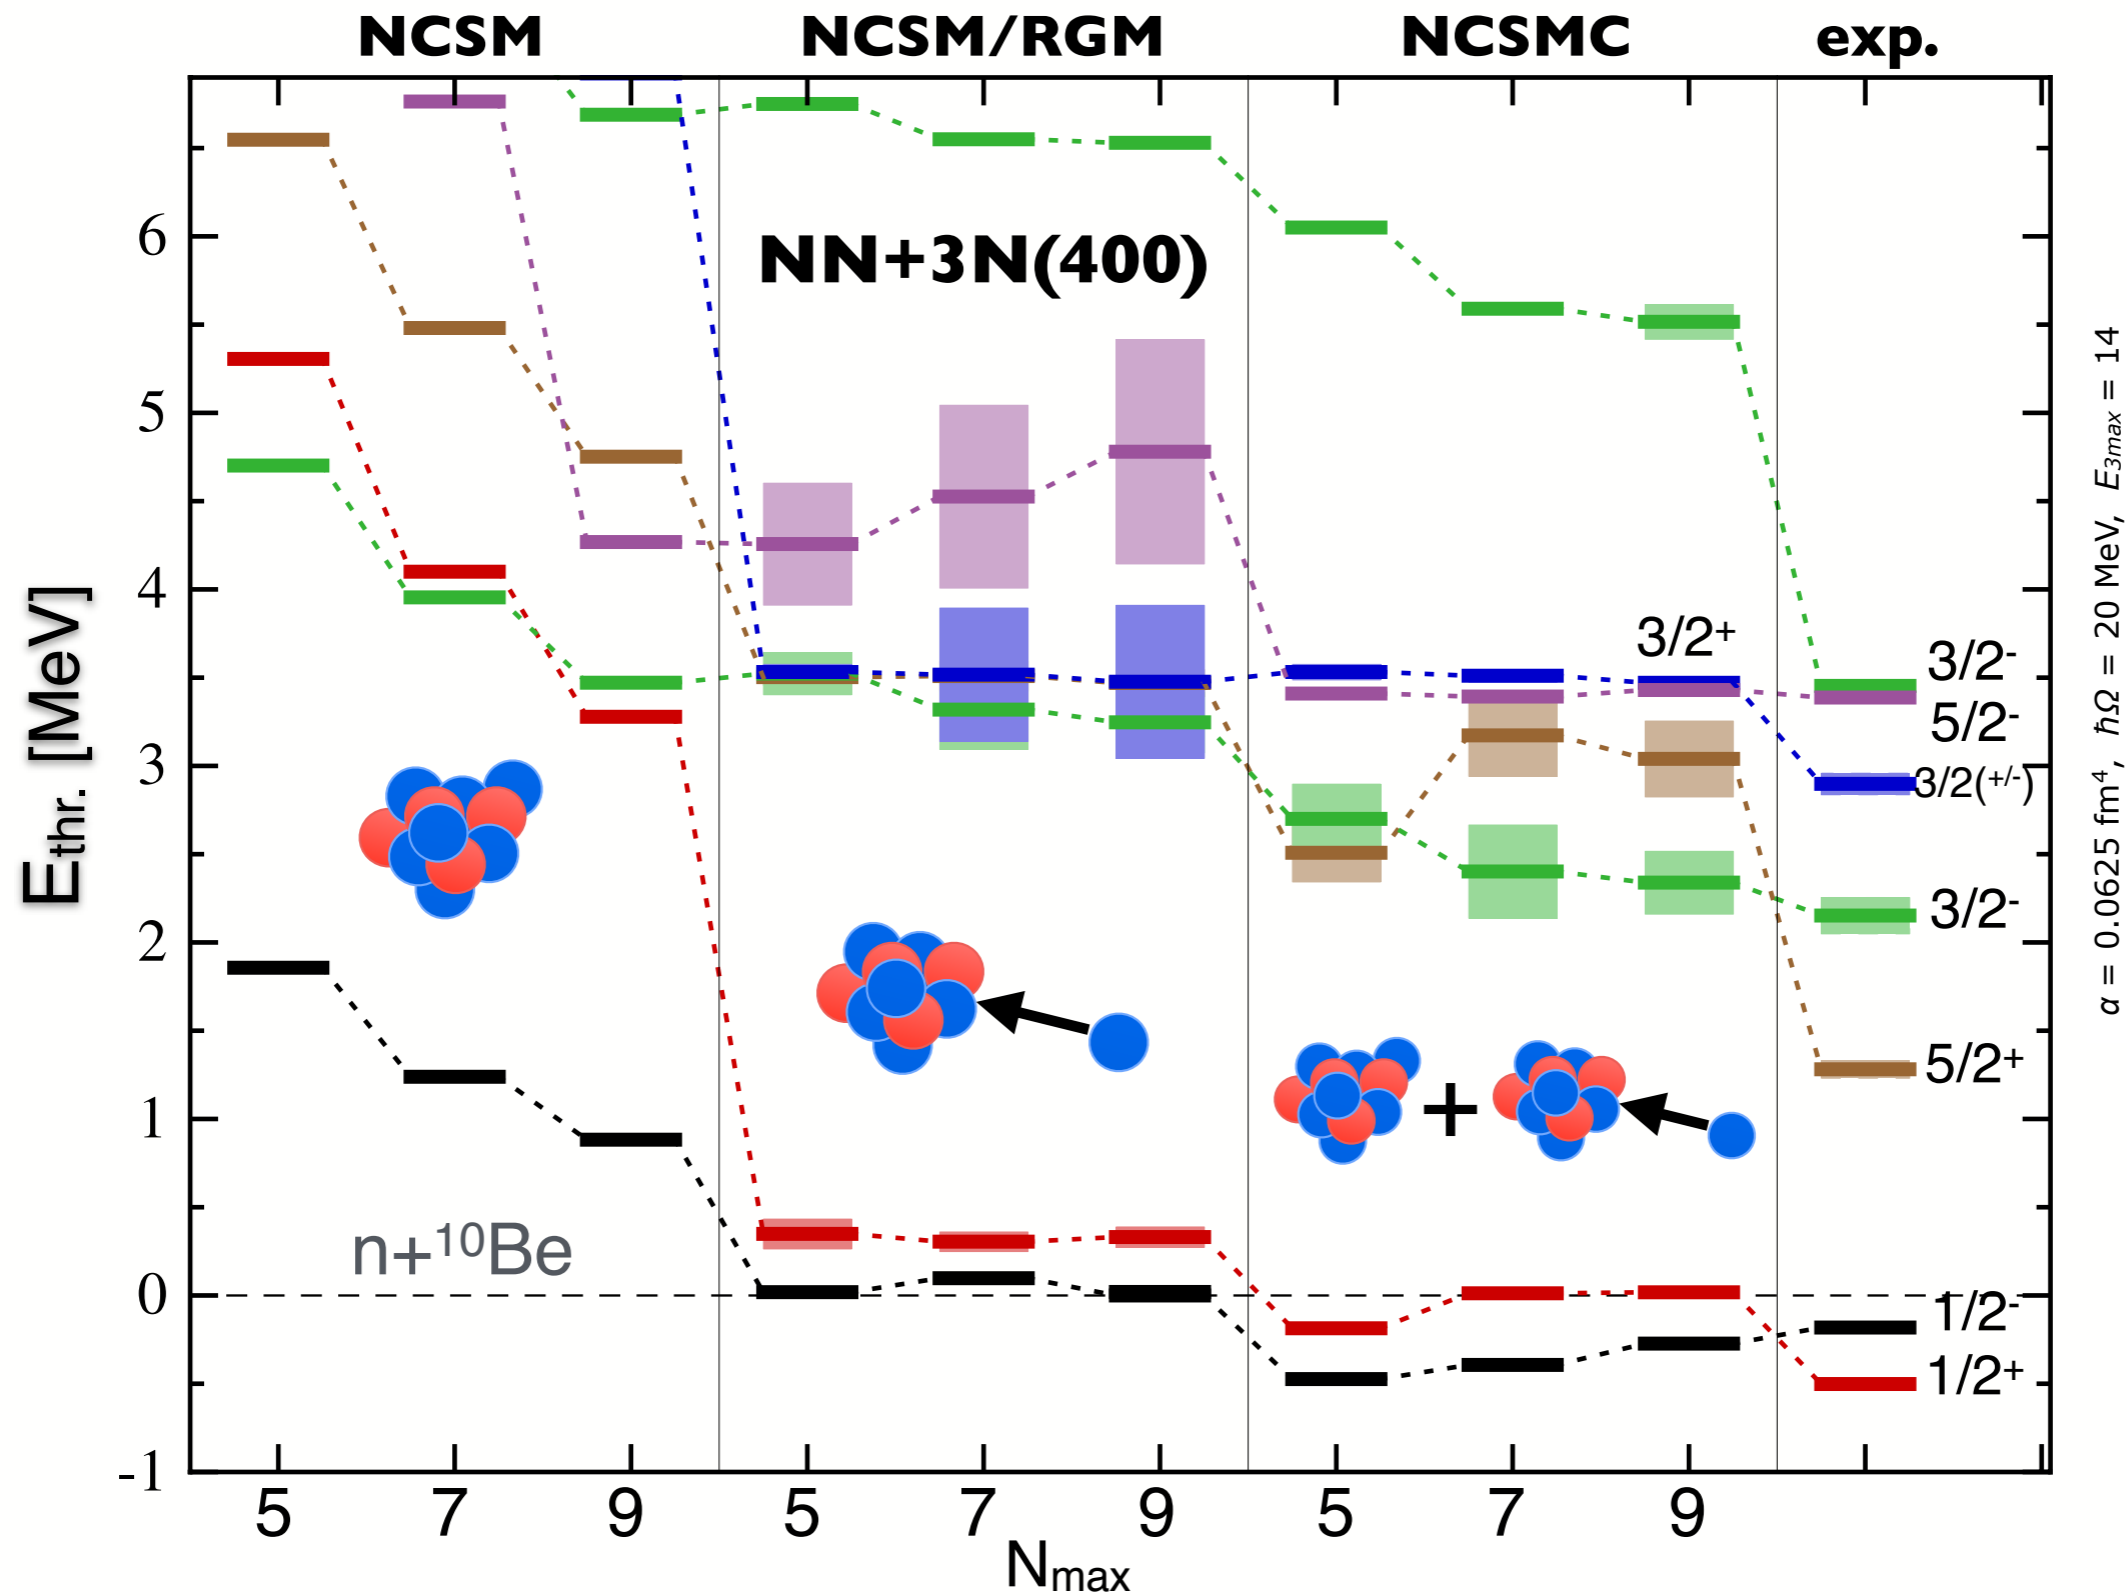 NCSM NCSM/RGM NCSMC exp.
NN+3N(400)
6
5
4
3
2
1
0
-1
E_thr. [MeV]
n+¹⁰Be
+
3/2⁺
3/2⁻
5/2⁻
3/2(⁺/⁻)
3/2⁻
5/2⁺
1/2⁻
1/2⁺
5 7 9 5 7 9 5 7 9
N_max
α = 0.0625 fm⁴, ℏΩ = 20 MeV, E_3max = 14